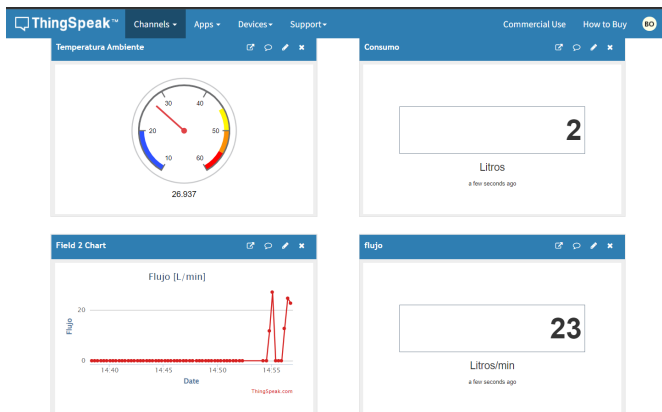 ThingSpeak™ Channels Apps Devices Support Commercial Use How to Buy BO
Temperatura Ambiente
30 40
20 50
10 60
26.937
Consumo
2
Litros
a few seconds ago
Field 2 Chart
Flujo [L/min]
20
Flujo
0
14:40 14:45 14:50 14:55
Date
ThingSpeak.com
flujo
23
Litros/min
a few seconds ago